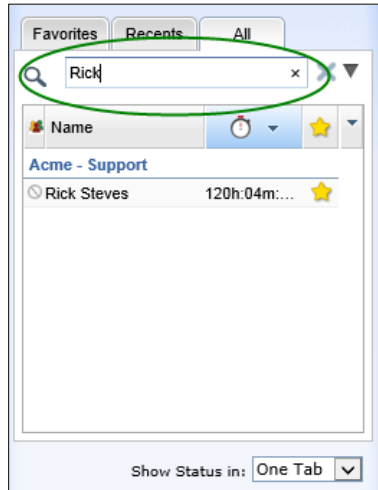 Favorites Recents All
Rick ×
Name
Acme - Support
Rick Steves 120h:04m:...
Show Status in: One Tab